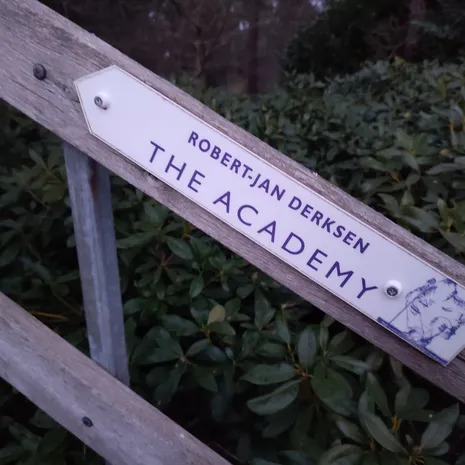 ROBERT-JAN DERKSEN
THE ACADEMY